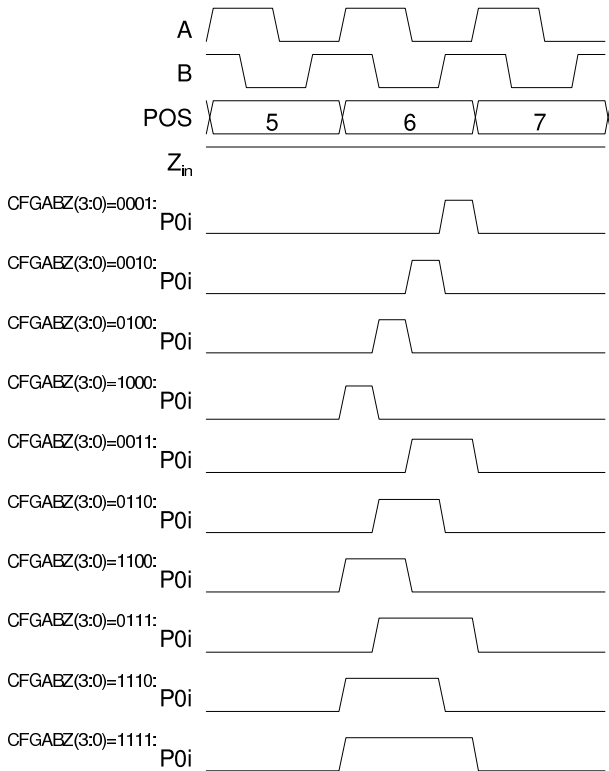 A
B
POS 5 6 7
Zin
CFGABZ(3:0)=0001: P0i
CFGABZ(3:0)=0010: P0i
CFGABZ(3:0)=0100: P0i
CFGABZ(3:0)=1000: P0i
CFGABZ(3:0)=0011: P0i
CFGABZ(3:0)=0110: P0i
CFGABZ(3:0)=1100: P0i
CFGABZ(3:0)=0111: P0i
CFGABZ(3:0)=1110: P0i
CFGABZ(3:0)=1111: P0i